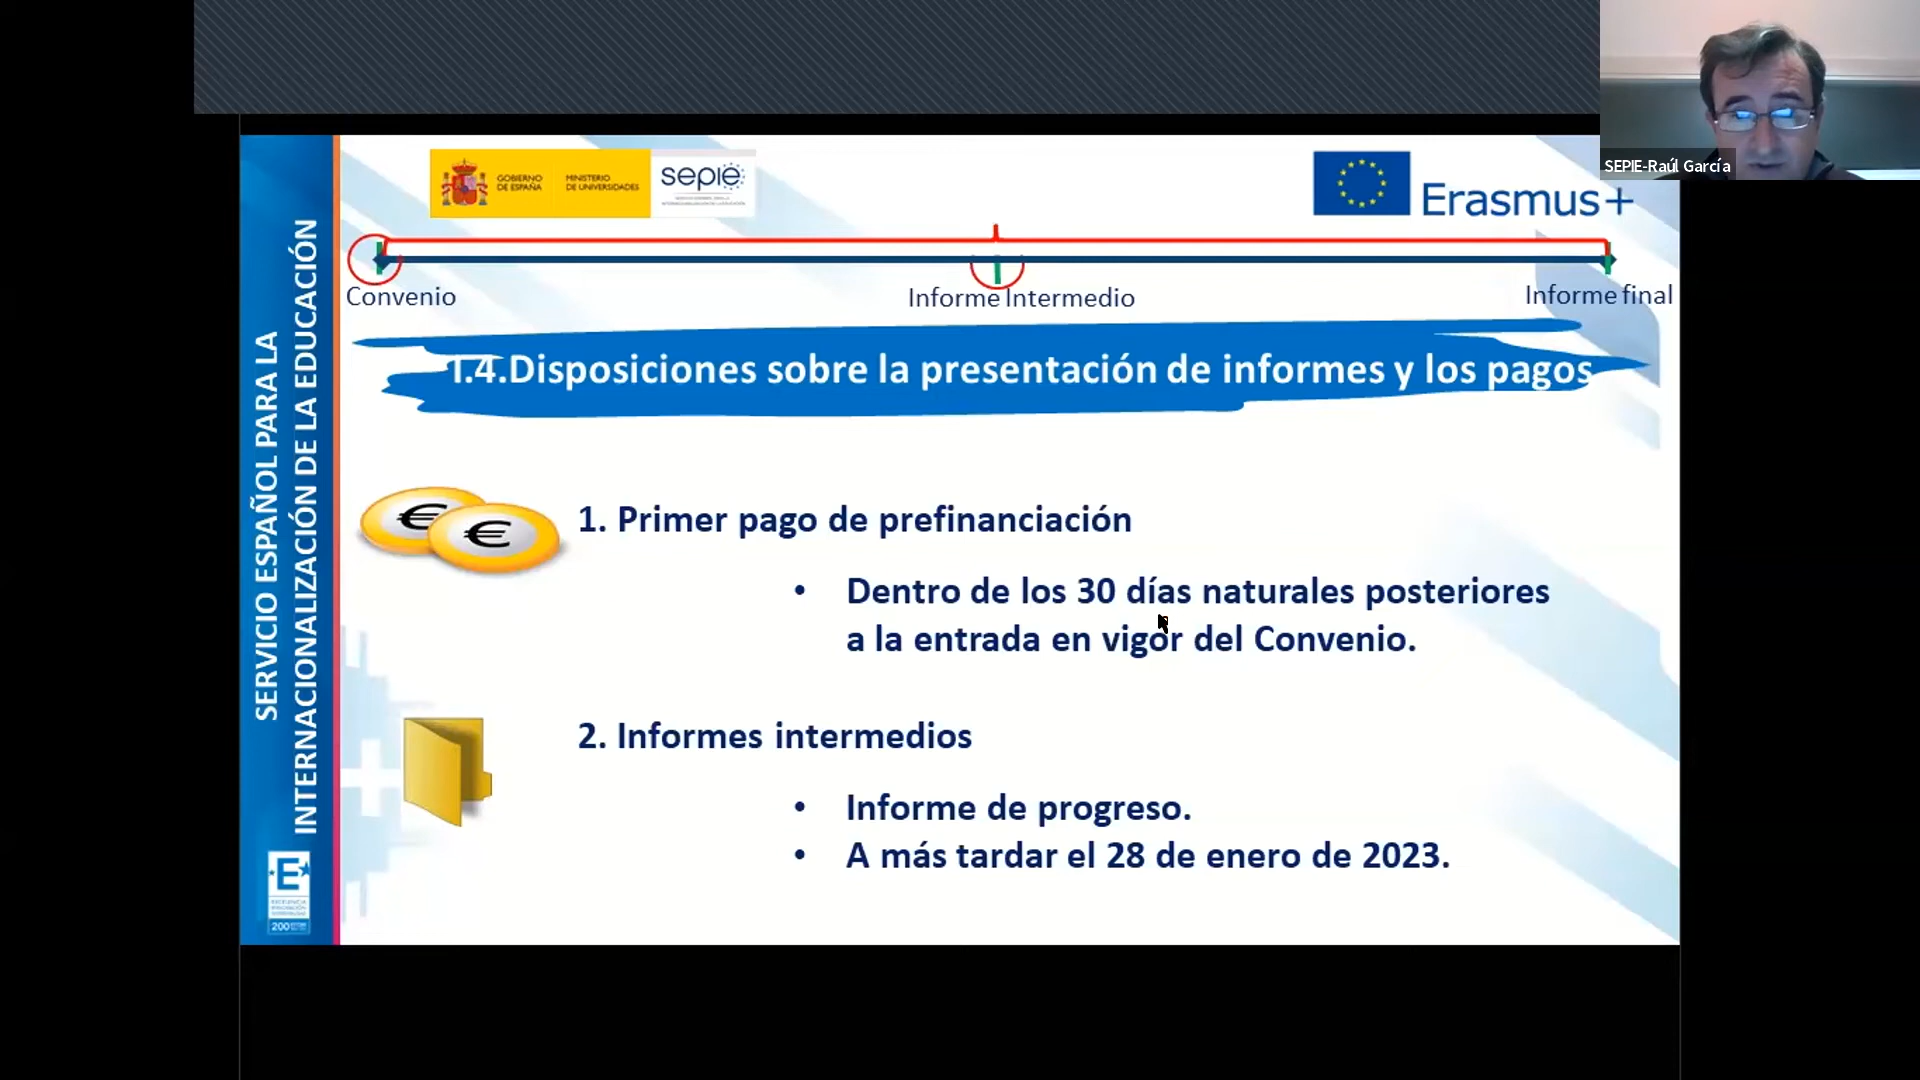 SEPIE-Raúl García
GOBIERNO
DE ESPAÑA
MINISTERIO
DE UNIVERSIDADES
sepie
Erasmus+
Convenio
Informe Intermedio
Informe final
I.4.Disposiciones sobre la presentación de informes y los pagos
1. Primer pago de prefinanciación
• Dentro de los 30 días naturales posteriores
a la entrada en vigor del Convenio.
2. Informes intermedios
• Informe de progreso.
• A más tardar el 28 de enero de 2023.
SERVICIO ESPAÑOL PARA LA
INTERNACIONALIZACIÓN DE LA EDUCACIÓN
E
200